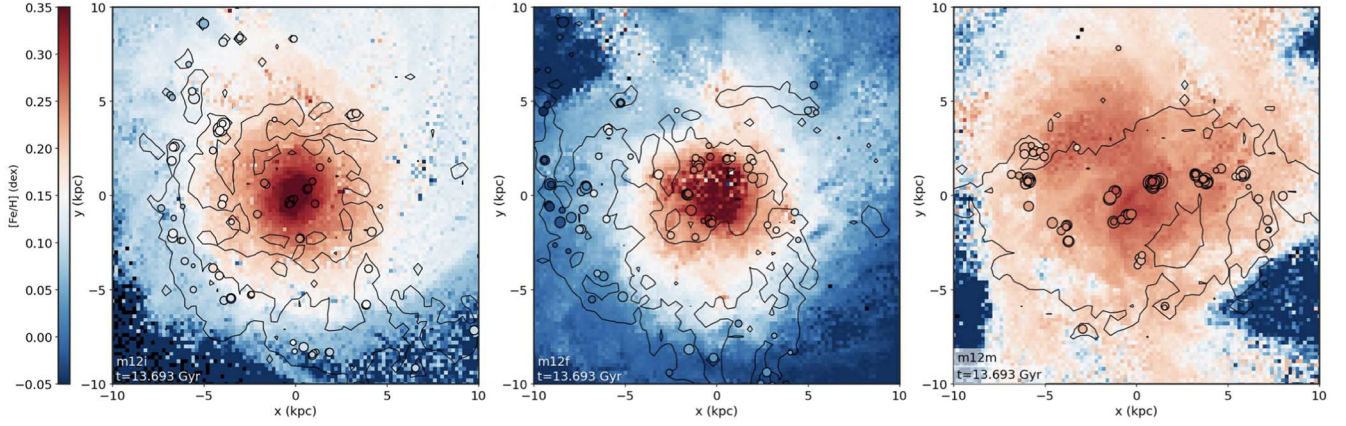 0.35
0.30
0.25
0.20
0.15
0.10
0.05
0.00
−0.05
[Fe/H] (dex)
10
5
0
−5
−10
y (kpc)
m12i
t=13.693 Gyr
−10 −5 0 5 10
x (kpc)
10
5
0
−5
−10
y (kpc)
m12f
t=13.693 Gyr
−10 −5 0 5 10
x (kpc)
10
5
0
−5
−10
y (kpc)
m12m
t=13.693 Gyr
−10 −5 0 5 10
x (kpc)